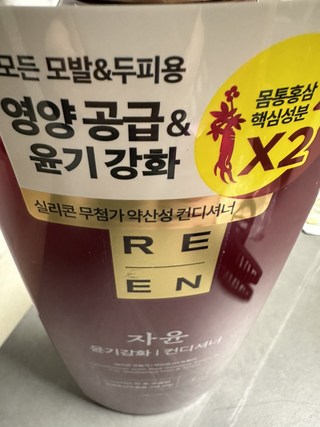 모든 모발&두피용
영양 공급&
윤기 강화
몸통홍삼
핵심성분
X2
실리콘 무첨가 약산성 컨디셔너
RE
EN
자윤
윤기강화 | 컨디셔너